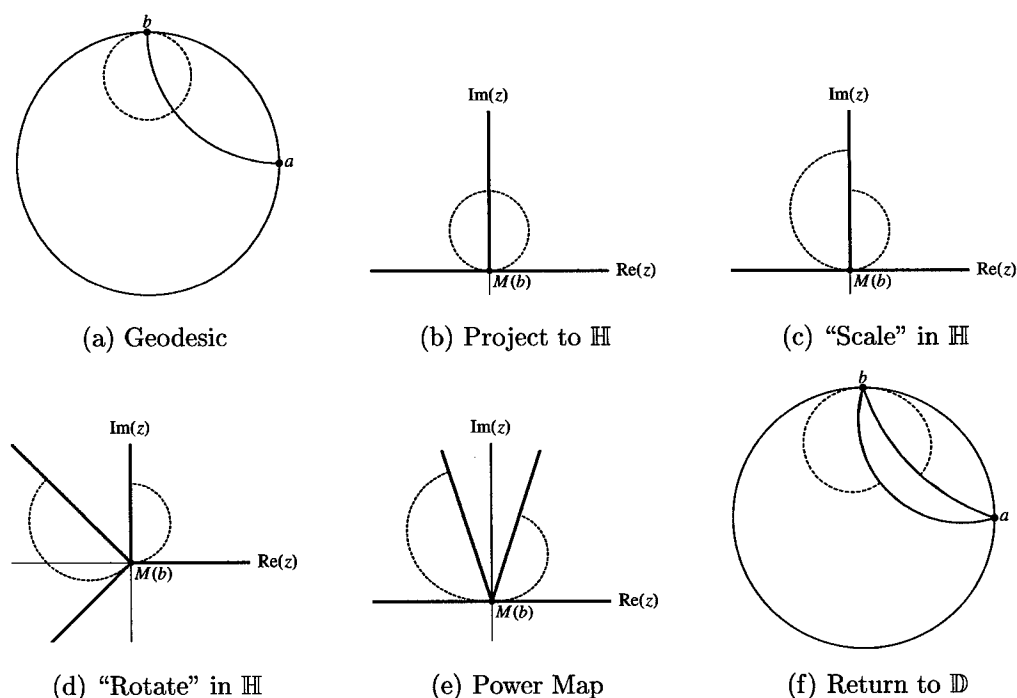 b
a
(a) Geodesic
Im(z)
Re(z)
M(b)
(b) Project to ℍ
Im(z)
Re(z)
M(b)
(c) “Scale” in ℍ
Im(z)
Re(z)
M(b)
(d) “Rotate” in ℍ
Im(z)
Re(z)
M(b)
(e) Power Map
b
a
(f) Return to 𝔻